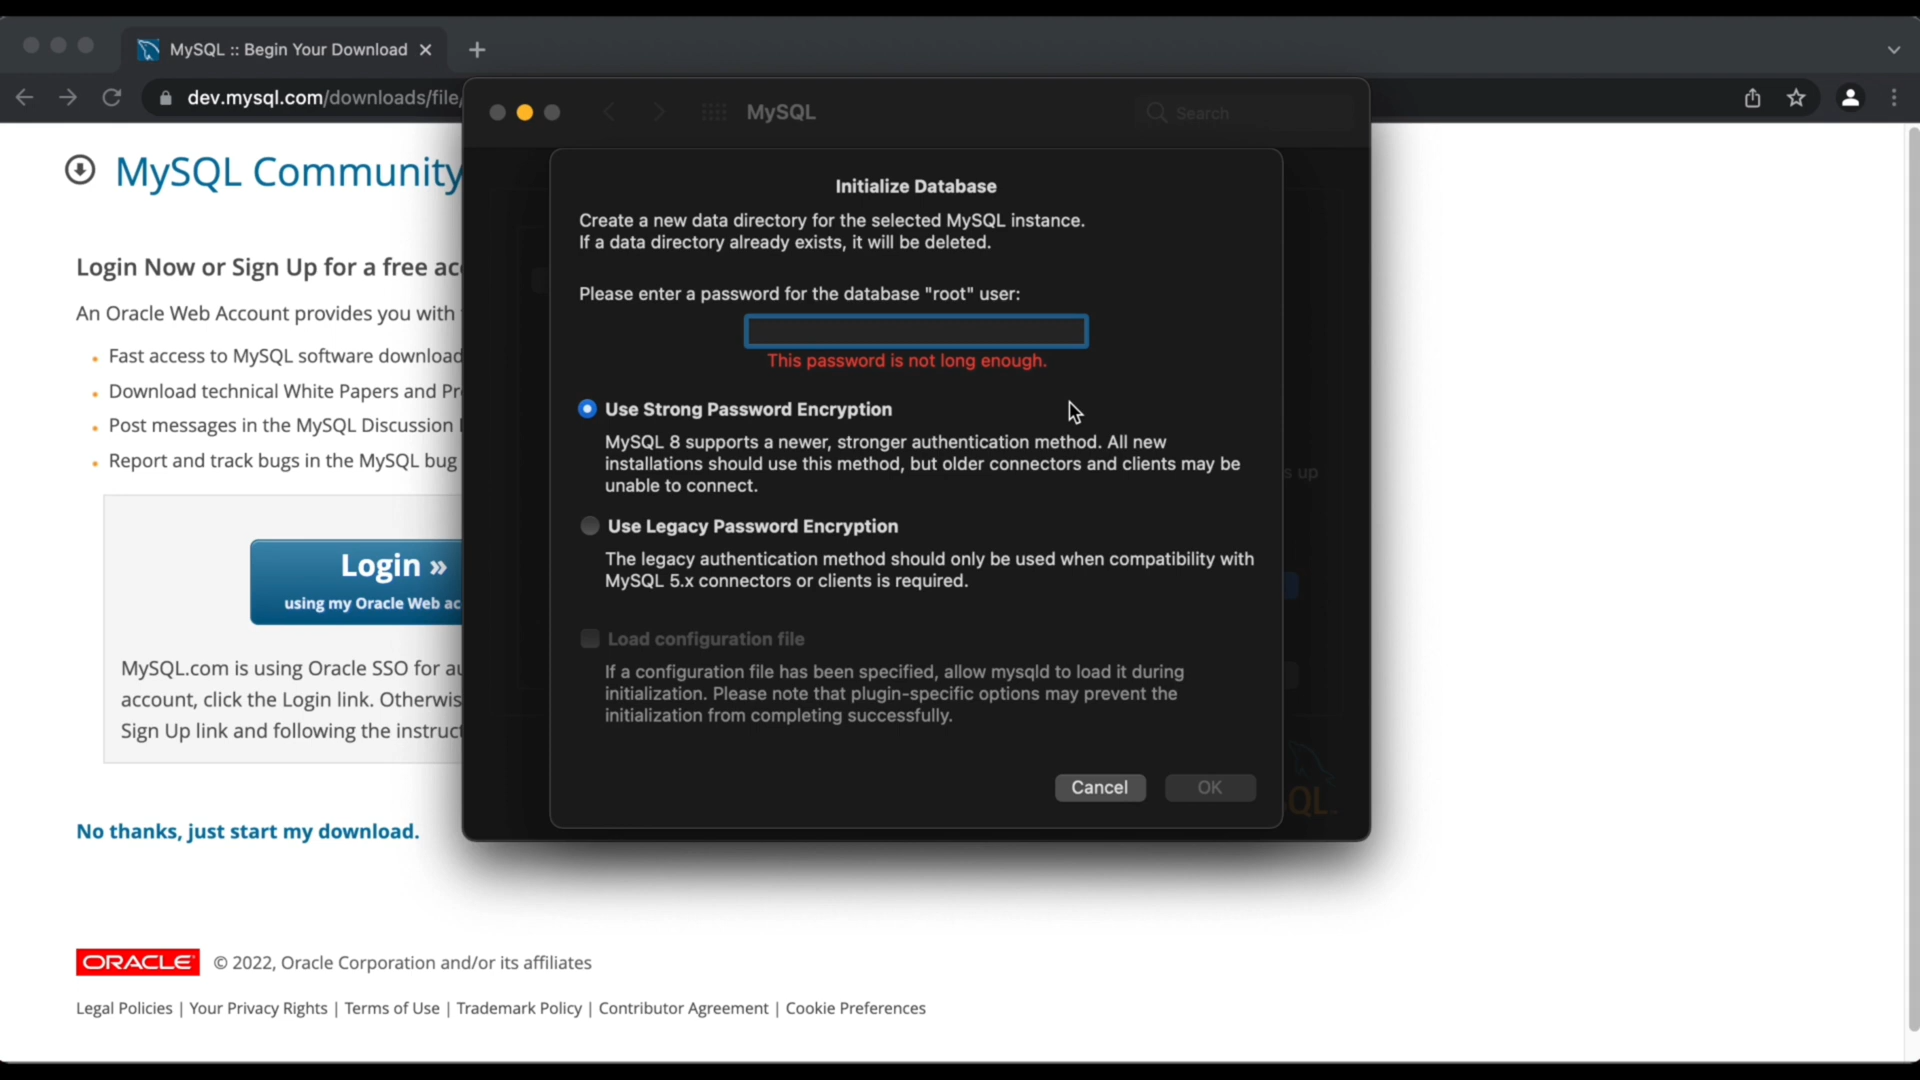 MySQL :: Begin Your Download
dev.mysql.com/downloads/file/
MySQL
Search
MySQL Community
Login Now or Sign Up for a free
An Oracle Web Account provides you with
Fast access to MySQL software
Download technical White Papers and
Post messages in the MySQL Discussion
Report and track bugs in the MySQL bug
Login »
using my Oracle Web
MySQL.com is using Oracle SSO for
account, click the Login link.
Sign Up link and following the
No thanks, just start my download.
Initialize Database
Create a new data directory for the selected MySQL instance.
If a data directory already exists, it will be deleted.
Please enter a password for the database "root" user:
This password is not long enough.
Use Strong Password Encryption
MySQL 8 supports a newer, stronger authentication method. All new
installations should use this method, but older connectors and clients may be
unable to connect.
Use Legacy Password Encryption
The legacy authentication method should only be used when compatibility with
MySQL 5.x connectors or clients is required.
Load configuration file
If a configuration file has been specified, allow mysqld to load it during
initialization. Please note that plugin-specific options may prevent the
initialization from completing successfully.
Cancel
OK
up
QL
ORACLE
© 2022, Oracle Corporation and/or its affiliates
Legal Policies | Your Privacy Rights | Terms of Use | Trademark Policy | Contributor Agreement | Cookie Preferences